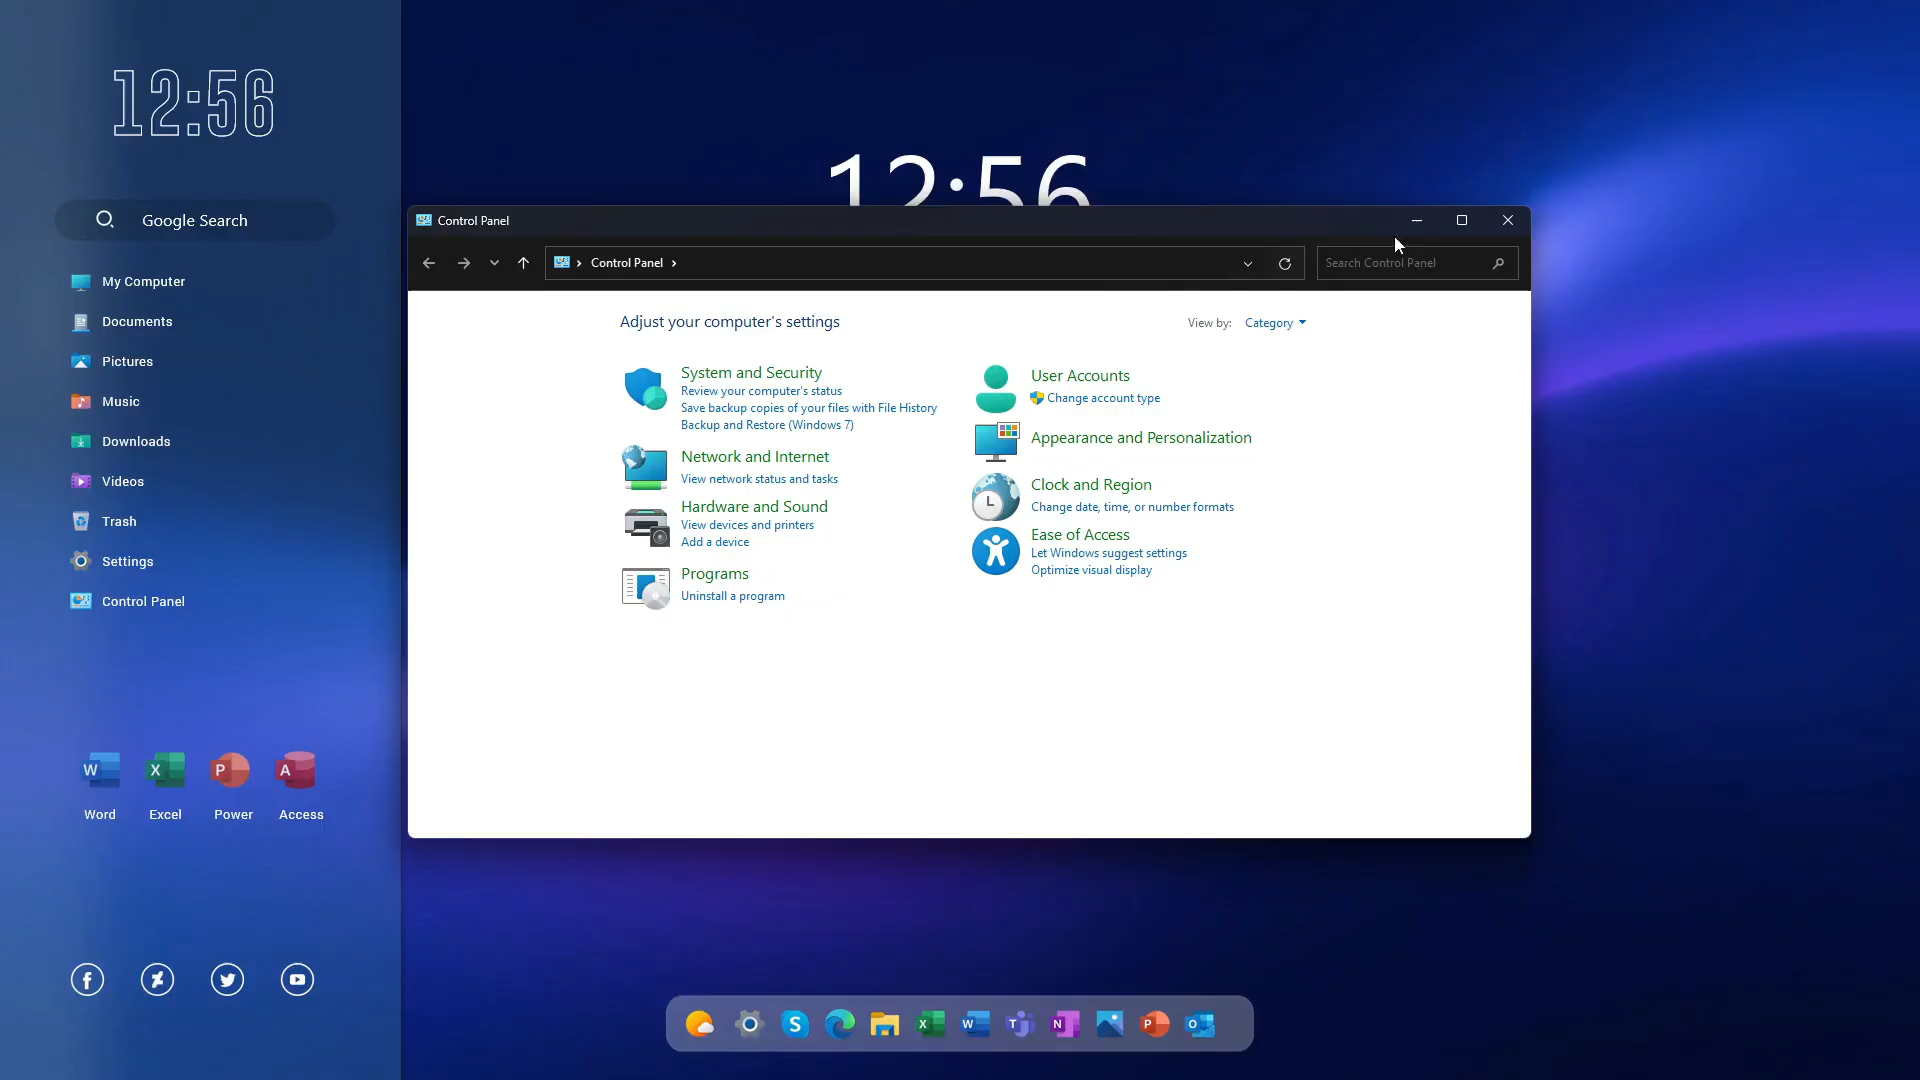 12:56
Google Search
My Computer
Documents
Pictures
Music
Downloads
Videos
Trash
Settings
Control Panel
W X P A
Word Excel Power Access
12:56
Control Panel
Control Panel
Search Control Panel
Adjust your computer's settings
View by: Category
System and Security
Review your computer's status
Save backup copies of your files with File History
Backup and Restore (Windows 7)
Network and Internet
View network status and tasks
Hardware and Sound
View devices and printers
Add a device
Programs
Uninstall a program
User Accounts
Change account type
Appearance and Personalization
Clock and Region
Change date, time, or number formats
Ease of Access
Let Windows suggest settings
Optimize visual display
S X W T N P O